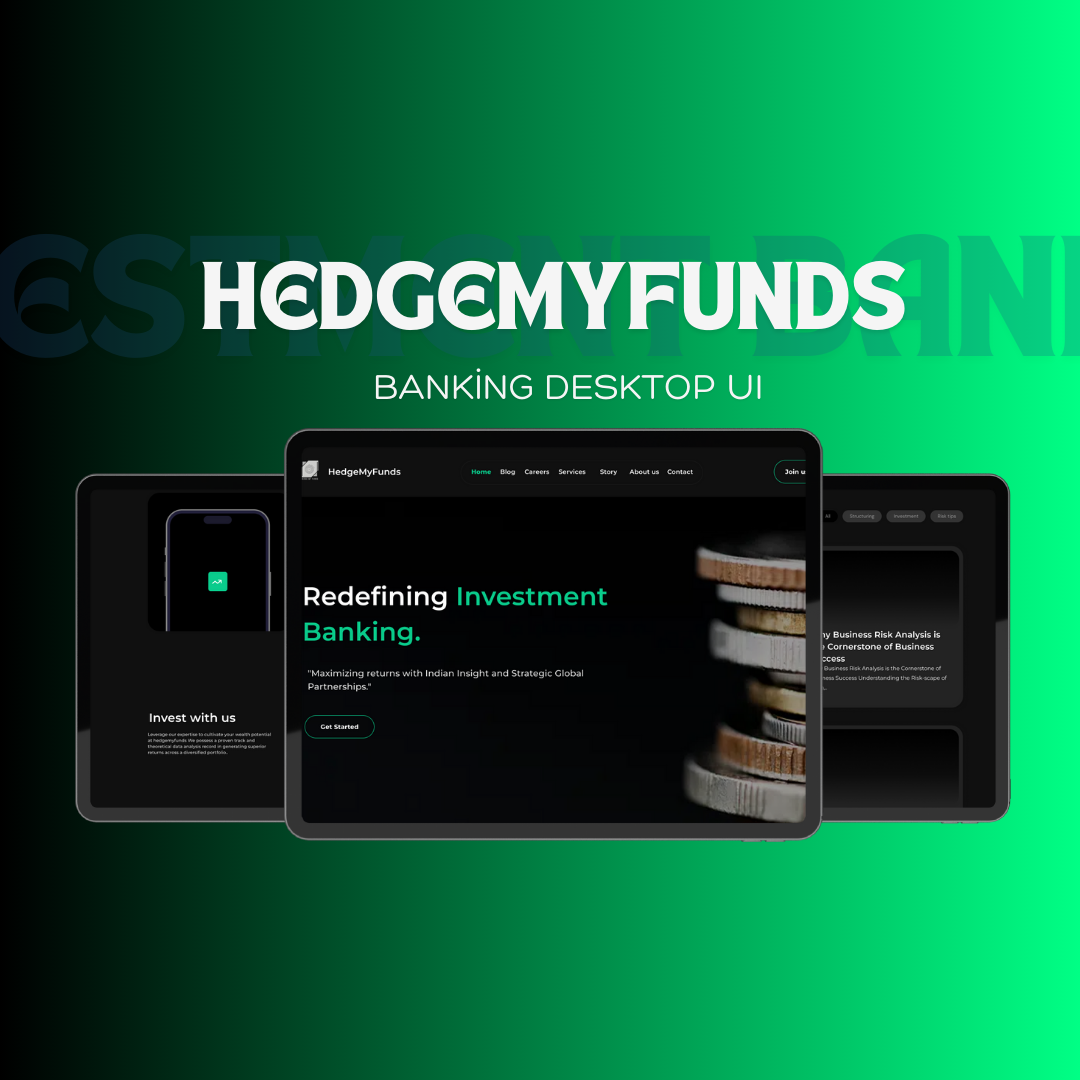 ESTMENT BAN
HEDGEMYFUNDS
BANKİNG DESKTOP UI
HedgeMyFunds
Home Blog Careers Services Story About us Contact
Join u
Redefining Investment
Banking.
"Maximizing returns with Indian Insight and Strategic Global
Partnerships."
Get Started
Invest with us
Leverage our expertise to cultivate your wealth potential
at hedgemyfunds We possess a proven track and
theoretical data analysis record in generating superior
returns across a diversified portfolio.
All Structuring Investment Risk tips
hy Business Risk Analysis is
e Cornerstone of Business
ccess
Business Risk Analysis is the Cornerstone of
ness Success Understanding the Risk-scape of